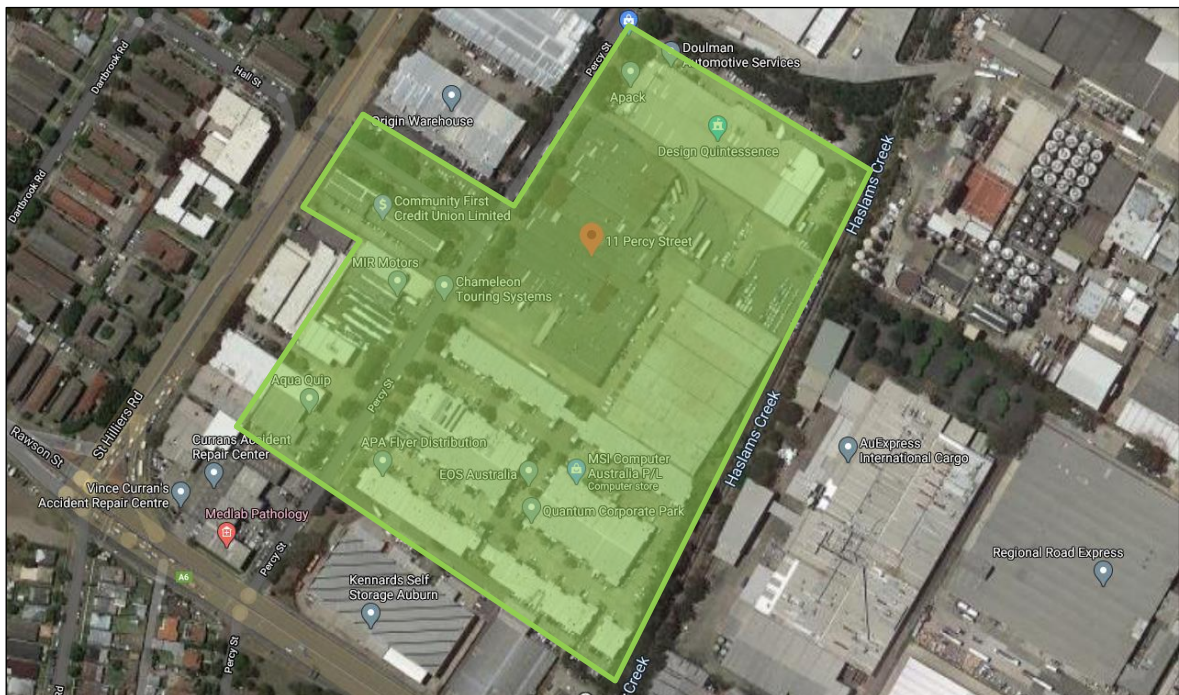 Dartbrook Rd
Hall St
Percy St
Doulman
Automotive Services
Apack
Origin Warehouse
Design Quintessence
Haslams Creek
Dartbrook Rd
Community First
Credit Union Limited
11 Percy Street
MIR Motors
Chameleon
Touring Systems
Aqua Quip
Percy St
St Hilliers Rd
Rawson St
Currans Accident
Repair Center
APA Flyer Distribution
Haslams Creek
AuExpress
International Cargo
EOS Australia
MSI Computer
Australia P/L
Computer store
Vince Curran's
Accident Repair Centre
Medlab Pathology
Quantum Corporate Park
Percy St
Regional Road Express
A6
Kennards Self
Storage Auburn
Percy St
Rd
Creek